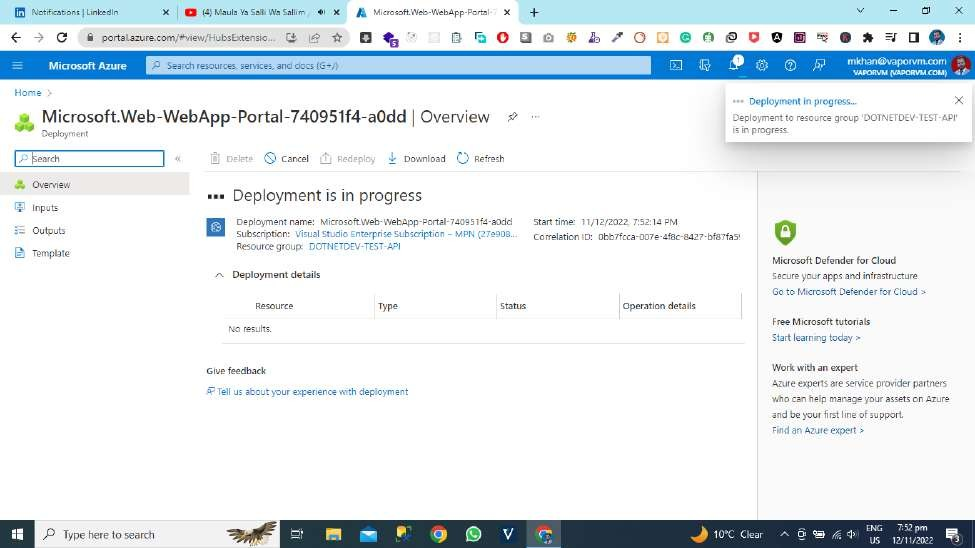 Notifications | LinkedIn
(4) Maula Ya Salli Wa Sallim
Microsoft.Web-WebApp-Portal-7
portal.azure.com/#view/HubsExtensio...
Microsoft Azure
Search resources, services, and docs (G+/)
1
mkhan@vaporvm.com
VAPORVM (VAPORVM.COM)
Home
Microsoft.Web-WebApp-Portal-740951f4-a0dd | Overview
Deployment
Deployment in progress...
Deployment to resource group 'DOTNETDEV-TEST-API'
is in progress.
Search
Delete
Cancel
Redeploy
Download
Refresh
Overview
Inputs
Outputs
Template
Deployment is in progress
Deployment name: Microsoft.Web-WebApp-Portal-740951f4-a0dd
Subscription: Visual Studio Enterprise Subscription – MPN (27e908...
Resource group: DOTNETDEV-TEST-API
Start time: 11/12/2022, 7:52:14 PM
Correlation ID: 0bb7fcca-007e-4f8c-8427-bf87fa59
Deployment details
Resource
Type
Status
Operation details
No results.
Give feedback
Tell us about your experience with deployment
Microsoft Defender for Cloud
Secure your apps and infrastructure
Go to Microsoft Defender for Cloud >
Free Microsoft tutorials
Start learning today >
Work with an expert
Azure experts are service provider partners
who can help manage your assets on Azure
and be your first line of support.
Find an Azure expert >
Type here to search
10°C Clear
ENG
US
7:52 pm
12/11/2022
3